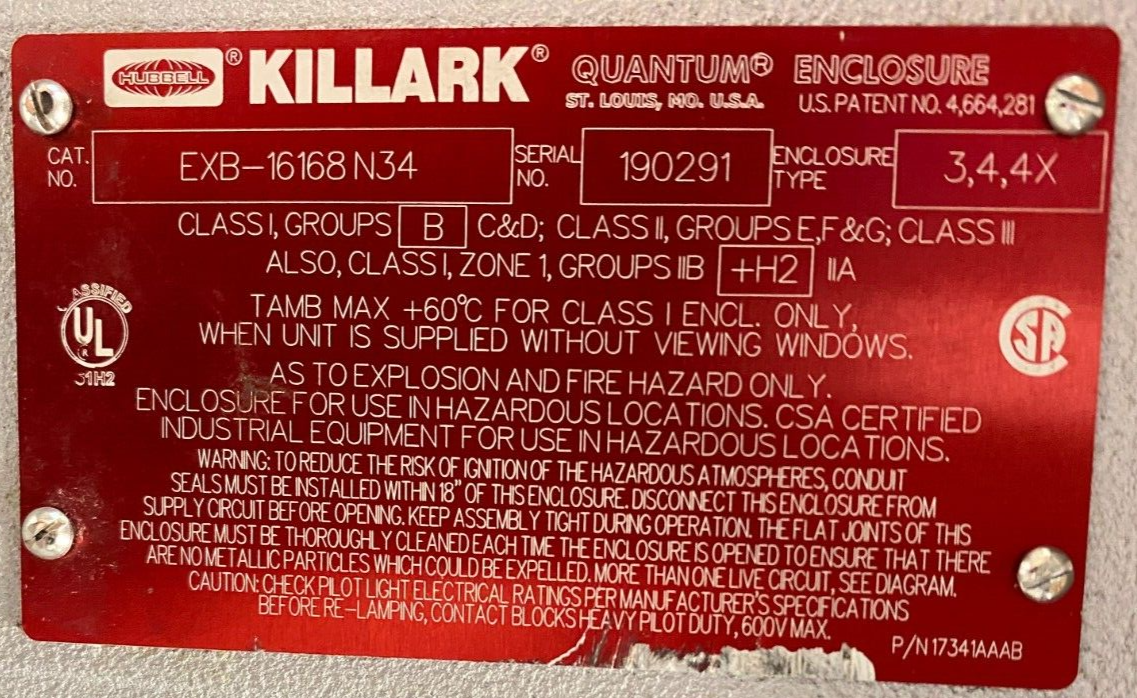 HUBBELL ® KILLARK® QUANTUM® ENCLOSURE
ST. LOUIS, MO. U.S.A. U.S. PATENT NO. 4,664,281
CAT. NO. EXB-16168 N34 SERIAL NO. 190291 ENCLOSURE TYPE 3,4,4X
CLASS I, GROUPS B C&D; CLASS II, GROUPS E,F&G; CLASS III
ALSO, CLASS I, ZONE 1, GROUPS IIB +H2 IIA
TAMB MAX +60°C FOR CLASS I ENCL. ONLY,
WHEN UNIT IS SUPPLIED WITHOUT VIEWING WINDOWS.
CLASSIFIED
UL
®
31H2
SA
AS TO EXPLOSION AND FIRE HAZARD ONLY.
ENCLOSURE FOR USE IN HAZARDOUS LOCATIONS. CSA CERTIFIED
INDUSTRIAL EQUIPMENT FOR USE IN HAZARDOUS LOCATIONS.
WARNING: TO REDUCE THE RISK OF IGNITION OF THE HAZARDOUS ATMOSPHERES, CONDUIT
SEALS MUST BE INSTALLED WITHIN 18" OF THIS ENCLOSURE. DISCONNECT THIS ENCLOSURE FROM
SUPPLY CIRCUIT BEFORE OPENING. KEEP ASSEMBLY TIGHT DURING OPERATION. THE FLAT JOINTS OF THIS
ENCLOSURE MUST BE THOROUGHLY CLEANED EACH TIME THE ENCLOSURE IS OPENED TO ENSURE THAT THERE
ARE NO METALLIC PARTICLES WHICH COULD BE EXPELLED. MORE THAN ONE LIVE CIRCUIT, SEE DIAGRAM.
CAUTION: CHECK PILOT LIGHT ELECTRICAL RATINGS PER MANUFACTURER'S SPECIFICATIONS
BEFORE RE-LAMPING, CONTACT BLOCKS HEAVY PILOT DUTY, 600V MAX.
P/N 17341AAAB